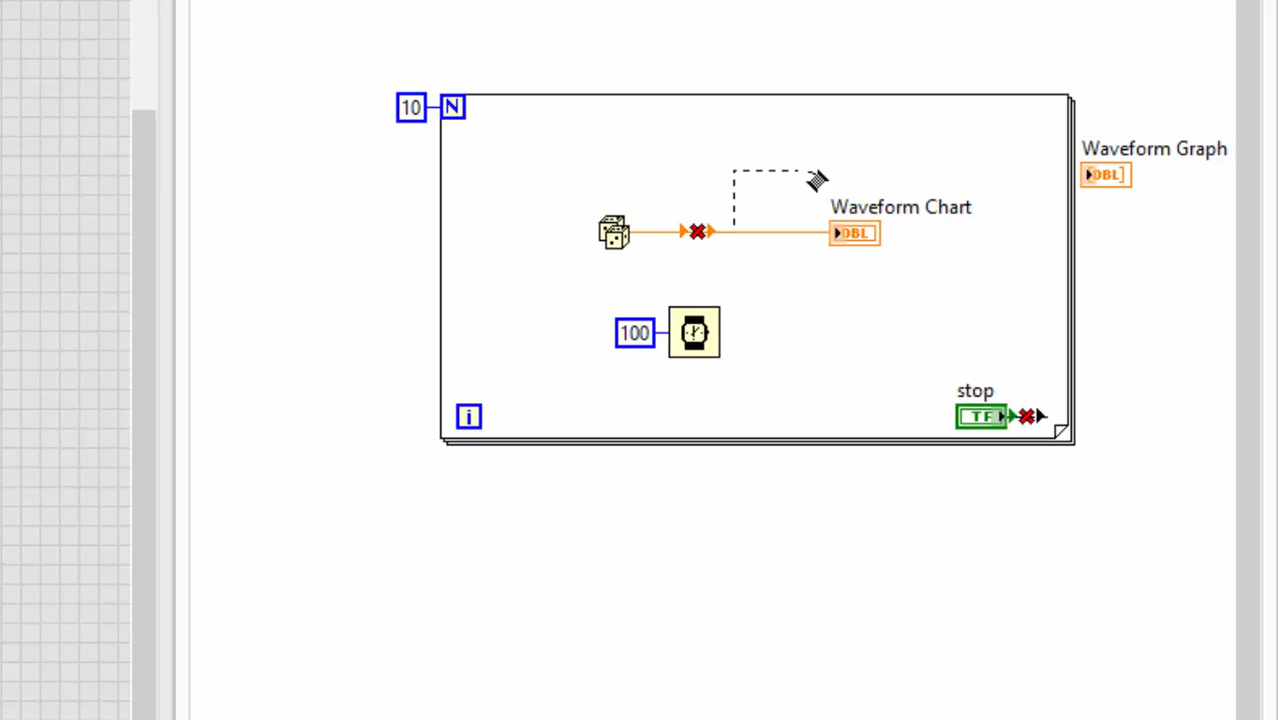 10
N
Waveform Graph
DBL]
Waveform Chart
DBL
100
stop
TF
i